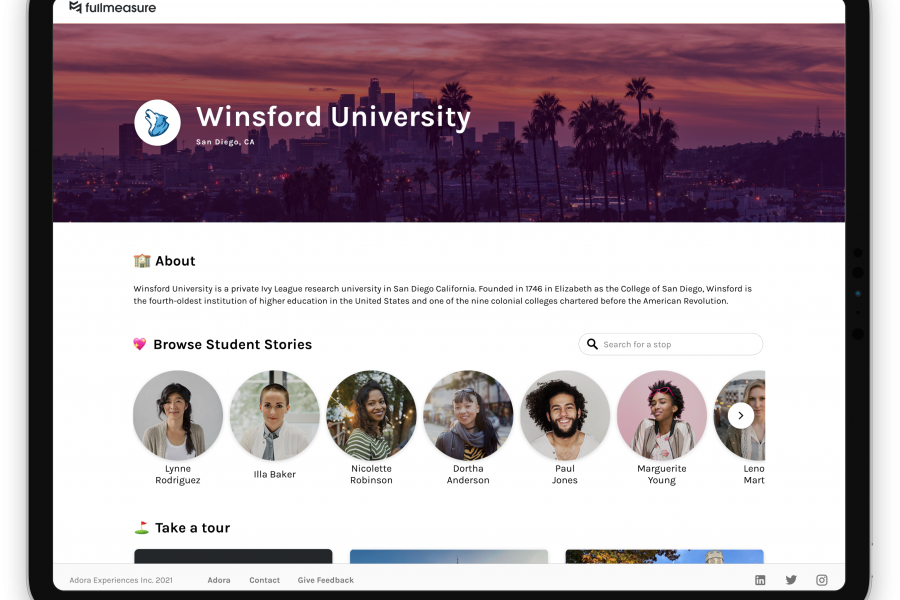 fullmeasure
Winsford University
San Diego, CA
About
Winsford University is a private Ivy League research university in San Diego California. Founded in 1746 in Elizabeth as the College of San Diego, Winsford is
the fourth-oldest institution of higher education in the United States and one of the nine colonial colleges chartered before the American Revolution.
Browse Student Stories
Search for a stop
Lynne
Rodriguez
Illa Baker
Nicolette
Robinson
Dortha
Anderson
Paul
Jones
Marguerite
Young
Leno
Mart
Take a tour
Adora Experiences Inc. 2021
Adora
Contact
Give Feedback